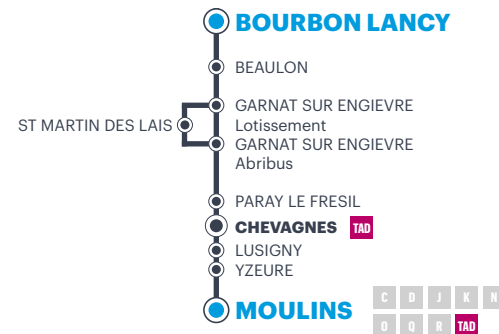 BOURBON LANCY
BEAULON
GARNAT SUR ENGIEVRE
Lotissement
ST MARTIN DES LAIS
GARNAT SUR ENGIEVRE
Abribus
PARAY LE FRESIL
CHEVAGNES TAD
LUSIGNY
YZEURE
MOULINS
C D J K N
O Q R TAD